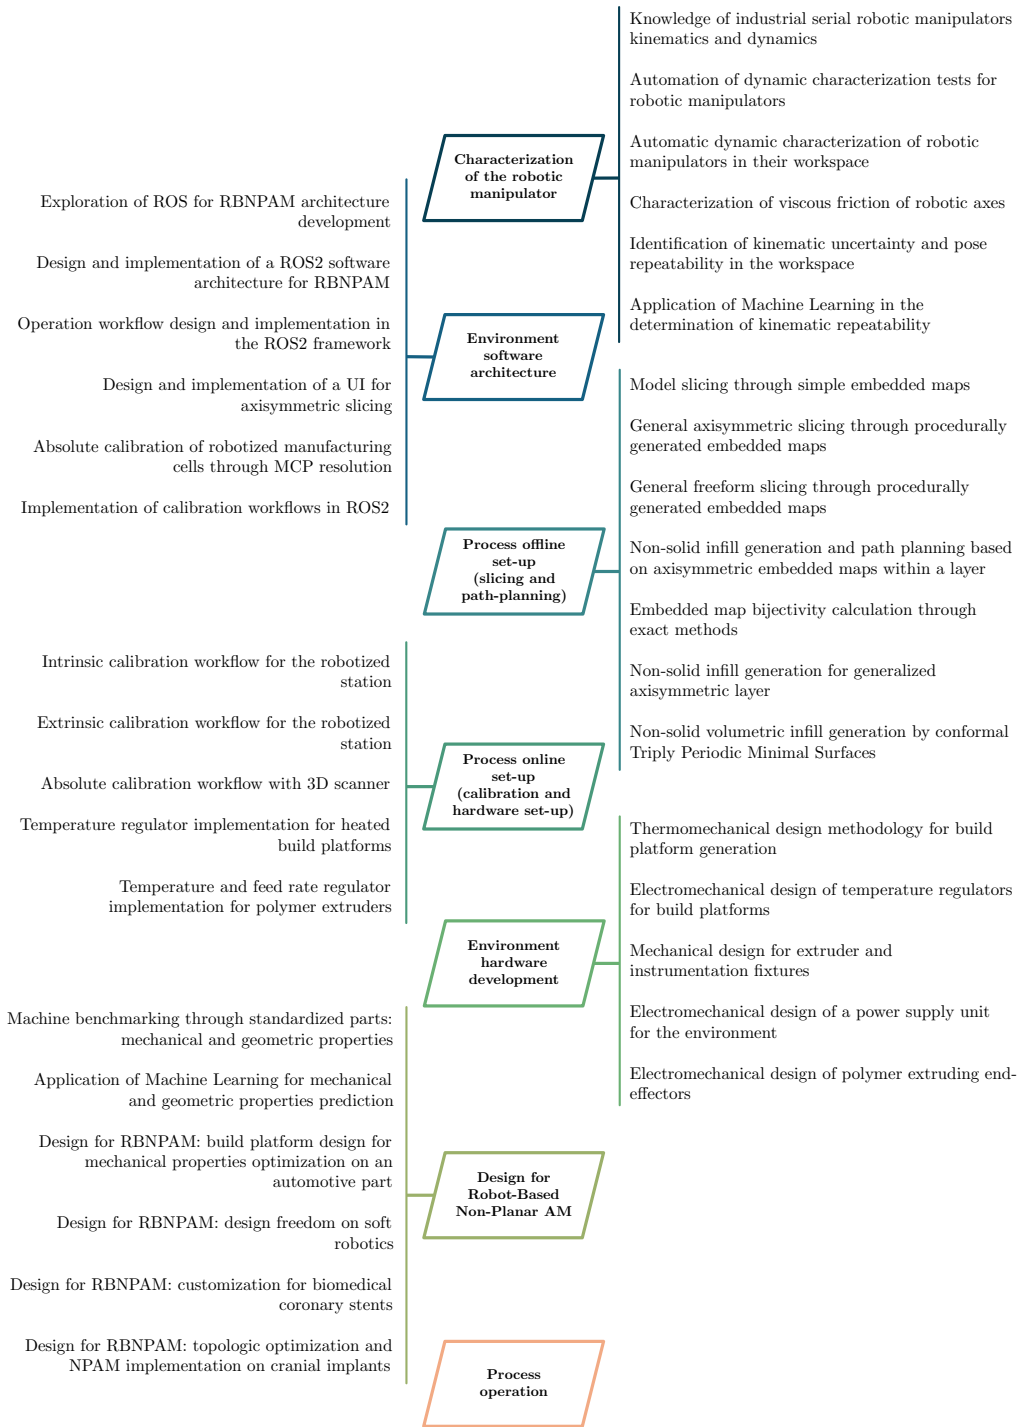 Knowledge of industrial serial robotic manipulators
kinematics and dynamics
Automation of dynamic characterization tests for
robotic manipulators
Automatic dynamic characterization of robotic
manipulators in their workspace
Characterization of viscous friction of robotic axes
Identification of kinematic uncertainty and pose
repeatability in the workspace
Application of Machine Learning in the
determination of kinematic repeatability
Characterization
of the robotic
manipulator
Exploration of ROS for RBNPAM architecture
development
Design and implementation of a ROS2 software
architecture for RBNPAM
Operation workflow design and implementation in
the ROS2 framework
Design and implementation of a UI for
axisymmetric slicing
Absolute calibration of robotized manufacturing
cells through MCP resolution
Implementation of calibration workflows in ROS2
Environment
software
architecture
Model slicing through simple embedded maps
General axisymmetric slicing through procedurally
generated embedded maps
General freeform slicing through procedurally
generated embedded maps
Non-solid infill generation and path planning based
on axisymmetric embedded maps within a layer
Embedded map bijectivity calculation through
exact methods
Non-solid infill generation for generalized
axisymmetric layer
Non-solid volumetric infill generation by conformal
Triply Periodic Minimal Surfaces
Process offline
set-up
(slicing and
path-planning)
Intrinsic calibration workflow for the robotized
station
Extrinsic calibration workflow for the robotized
station
Absolute calibration workflow with 3D scanner
Temperature regulator implementation for heated
build platforms
Temperature and feed rate regulator
implementation for polymer extruders
Process online
set-up
(calibration and
hardware set-up)
Thermomechanical design methodology for build
platform generation
Electromechanical design of temperature regulators
for build platforms
Mechanical design for extruder and
instrumentation fixtures
Electromechanical design of a power supply unit
for the environment
Electromechanical design of polymer extruding end-
effectors
Environment
hardware
development
Machine benchmarking through standardized parts:
mechanical and geometric properties
Application of Machine Learning for mechanical
and geometric properties prediction
Design for RBNPAM: build platform design for
mechanical properties optimization on an
automotive part
Design for RBNPAM: design freedom on soft
robotics
Design for RBNPAM: customization for biomedical
coronary stents
Design for RBNPAM: topologic optimization and
NPAM implementation on cranial implants
Design for
Robot-Based
Non-Planar AM
Process
operation